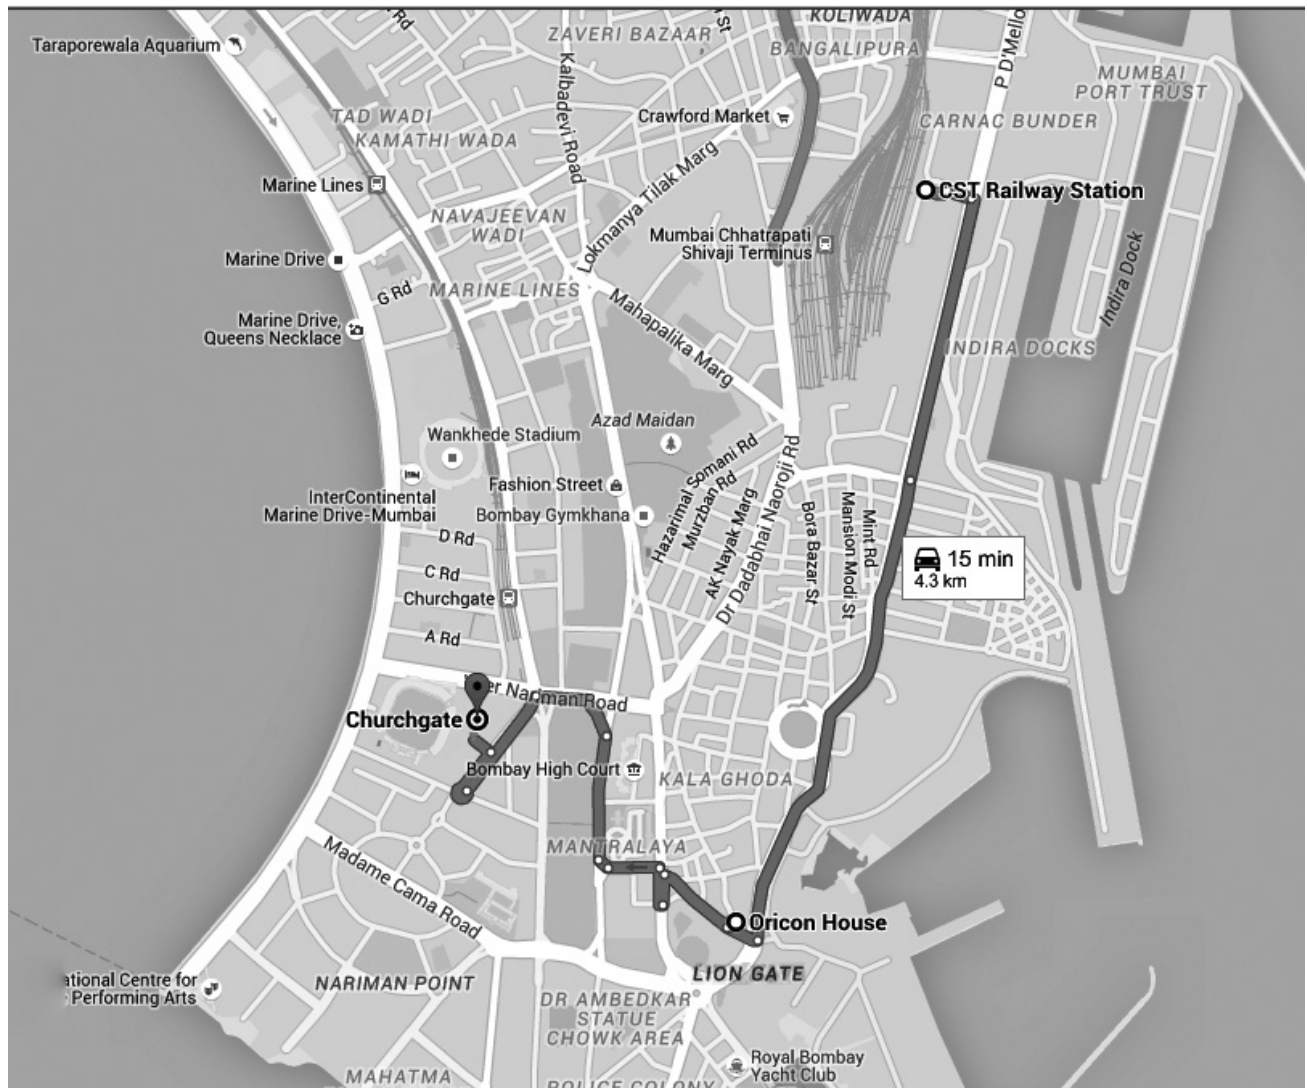 KOLIWADA
ZAVERI BAZAAR
BANGALIPURA
Taraporewala Aquarium
Kalbadevi Road
P D'Mello
MUMBAI
PORT TRUST
TAD WADI
KAMATHI WADA
Crawford Market
CARNAC BUNDER
Marine Lines
Lokmanya Tilak Marg
CST Railway Station
NAVAJEEVAN
WADI
Mumbai Chhatrapati
Shivaji Terminus
Marine Drive
Indira Dock
G Rd
MARINE LINES
Mahapalika Marg
Marine Drive,
Queens Necklace
INDIRA DOCKS
Azad Maidan
Wankhede Stadium
Hazarimal Somani Rd
Murzban Rd
Dr Dadabhai Naoroji Rd
Fashion Street
InterContinental
Marine Drive-Mumbai
Bombay Gymkhana
AK Nayak Marg
Bora Bazar St
Mansion Modi St
Mint Rd
D Rd
15 min
4.3 km
C Rd
Churchgate
A Rd
Nariman Road
Churchgate
Bombay High Court
KALA GHODA
MANTRALAYA
Madame Cama Road
Oricon House
LION GATE
ational Centre for
Performing Arts
NARIMAN POINT
DR AMBEDKAR
STATUE
CHOWK AREA
Royal Bombay
Yacht Club
MAHATMA
POLICE COLONY